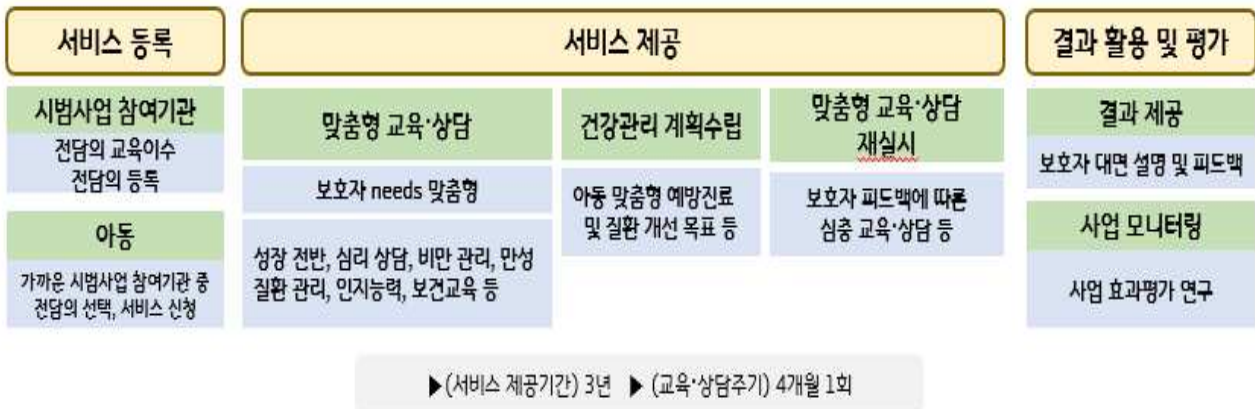 서비스 등록
서비스 제공
결과 활용 및 평가
시범사업 참여기관
전담의 교육이수
전담의 등록
아동
가까운 시범사업 참여기관 중
전담의 선택, 서비스 신청
맞춤형 교육·상담
보호자 needs 맞춤형
성장 전반, 심리 상담, 비만 관리, 만성
질환 관리, 인지능력, 보건교육 등
건강관리 계획수립
아동 맞춤형 예방진료
및 질환 개선 목표 등
맞춤형 교육·상담
재실시
보호자 피드백에 따른
심층 교육·상담 등
결과 제공
보호자 대면 설명 및 피드백
사업 모니터링
사업 효과평가 연구
▶(서비스 제공기간) 3년 ▶ (교육·상담주기) 4개월 1회